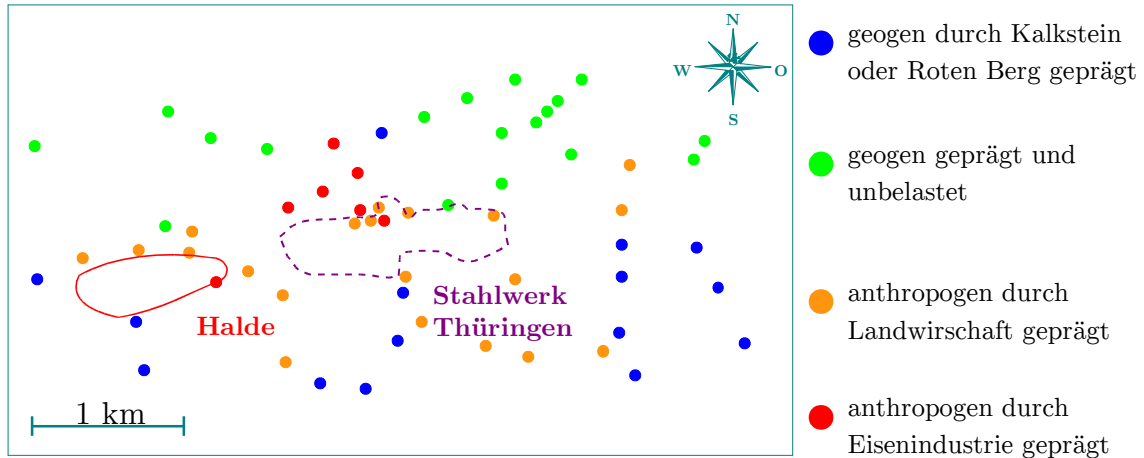 N
W
O
S
Halde
Stahlwerk
Thüringen
1 km
geogen durch Kalkstein
oder Roten Berg geprägt
geogen geprägt und
unbelastet
anthropogen durch
Landwirschaft geprägt
anthropogen durch
Eisenindustrie geprägt